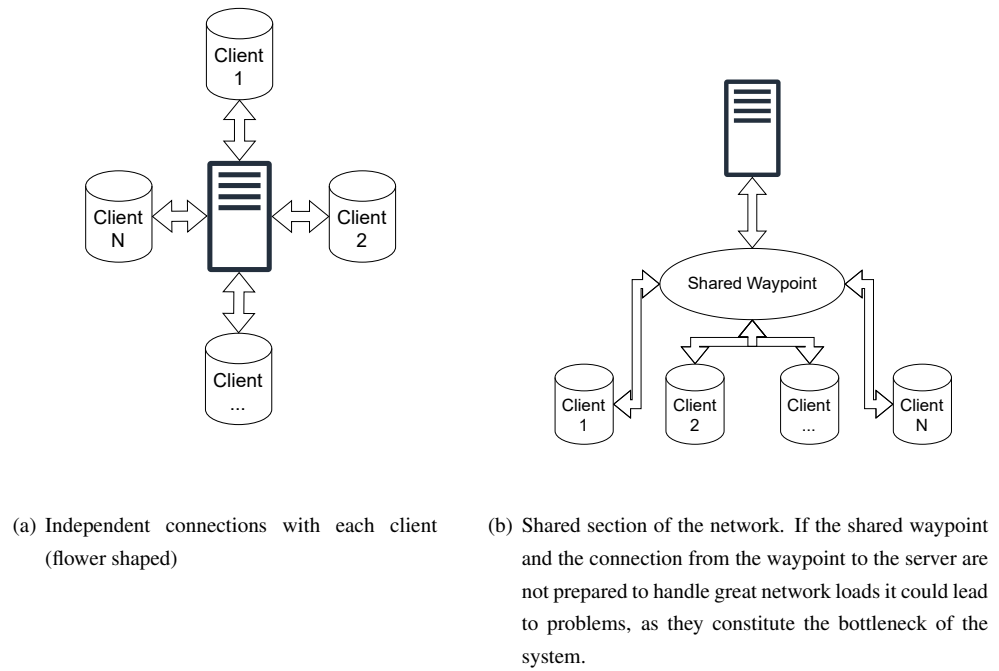 Client
1
Client
N
Client
2
Client
...
(a) Independent connections with each client
(flower shaped)
Shared Waypoint
Client
1
Client
2
Client
...
Client
N
(b) Shared section of the network. If the shared waypoint
and the connection from the waypoint to the server are
not prepared to handle great network loads it could lead
to problems, as they constitute the bottleneck of the
system.